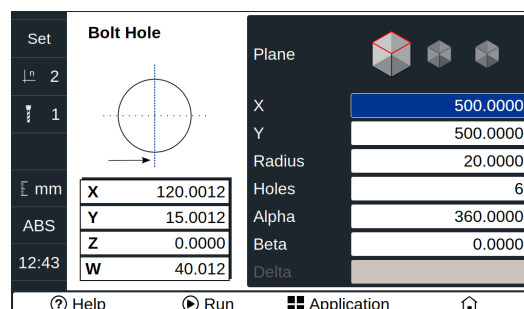 Set
n 2
1
mm
ABS
12:43
Bolt Hole
X 120.0012
Y 15.0012
Z 0.0000
W 40.012
Plane
X 500.0000
Y 500.0000
Radius 20.0000
Holes 6
Alpha 360.0000
Beta 0.0000
Delta
? Help
Run
Application